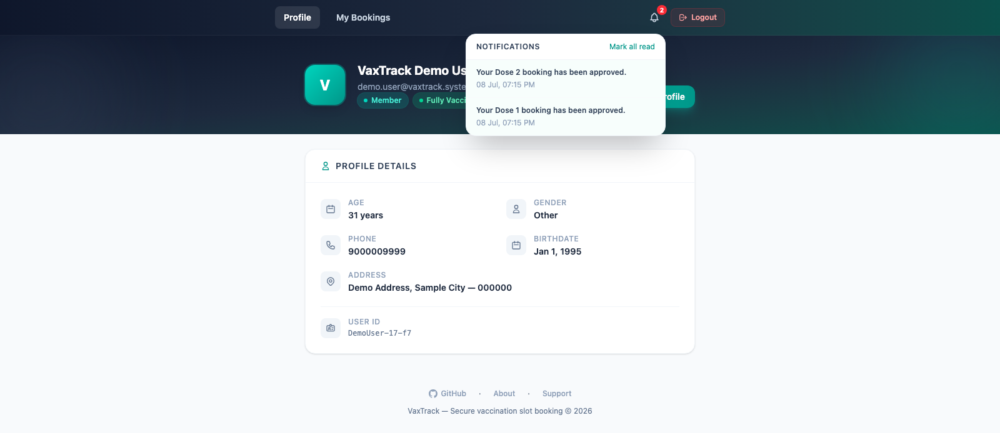 Profile
My Bookings
2
Logout
NOTIFICATIONS
Mark all read
Your Dose 2 booking has been approved.
08 Jul, 07:15 PM
Your Dose 1 booking has been approved.
08 Jul, 07:15 PM
V
VaxTrack Demo Us
demo.user@vaxtrack.syste
Member
Fully Vacci
rofile
PROFILE DETAILS
AGE
31 years
GENDER
Other
PHONE
9000009999
BIRTHDATE
Jan 1, 1995
ADDRESS
Demo Address, Sample City — 000000
USER ID
DemoUser-17-f7
GitHub · About · Support
VaxTrack — Secure vaccination slot booking © 2026